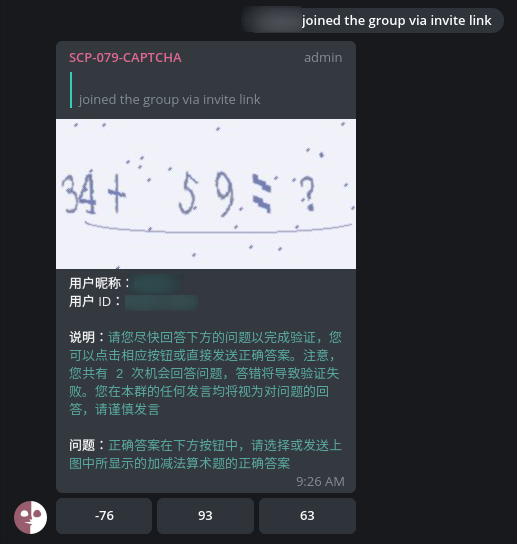 joined the group via invite link
SCP-079-CAPTCHA admin
joined the group via invite link
34+ 59=?
用户昵称：
用户 ID：
说明：请您尽快回答下方的问题以完成验证，您
可以点击相应按钮或直接发送正确答案。注意，
您共有 2 次机会回答问题，答错将导致验证失
败。您在本群的任何发言均将视为对问题的回
答，请谨慎发言
问题：正确答案在下方按钮中，请选择或发送上
图中所显示的加减法算术题的正确答案
9:26 AM
-76 93 63